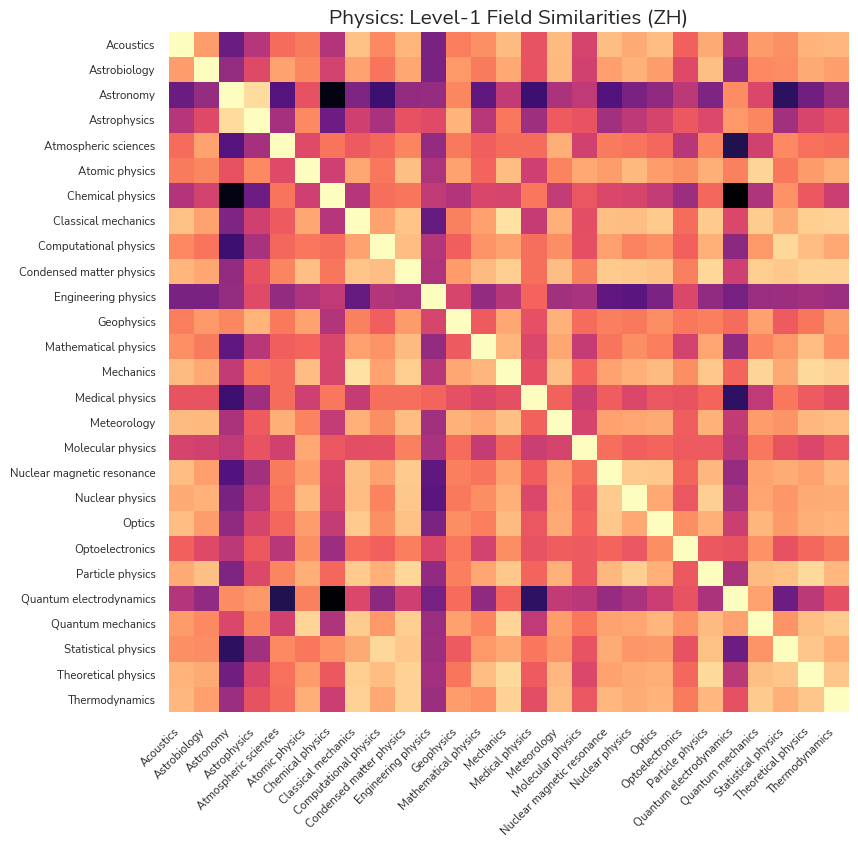 Physics: Level-1 Field Similarities (ZH)
Acoustics
Astrobiology
Astronomy
Astrophysics
Atmospheric sciences
Atomic physics
Chemical physics
Classical mechanics
Computational physics
Condensed matter physics
Engineering physics
Geophysics
Mathematical physics
Mechanics
Medical physics
Meteorology
Molecular physics
Nuclear magnetic resonance
Nuclear physics
Optics
Optoelectronics
Particle physics
Quantum electrodynamics
Quantum mechanics
Statistical physics
Theoretical physics
Thermodynamics
Acoustics
Astrobiology
Astronomy
Astrophysics
Atmospheric sciences
Atomic physics
Chemical physics
Classical mechanics
Computational physics
Condensed matter physics
Engineering physics
Geophysics
Mathematical physics
Mechanics
Medical physics
Meteorology
Molecular physics
Nuclear magnetic resonance
Nuclear physics
Optics
Optoelectronics
Particle physics
Quantum electrodynamics
Quantum mechanics
Statistical physics
Theoretical physics
Thermodynamics